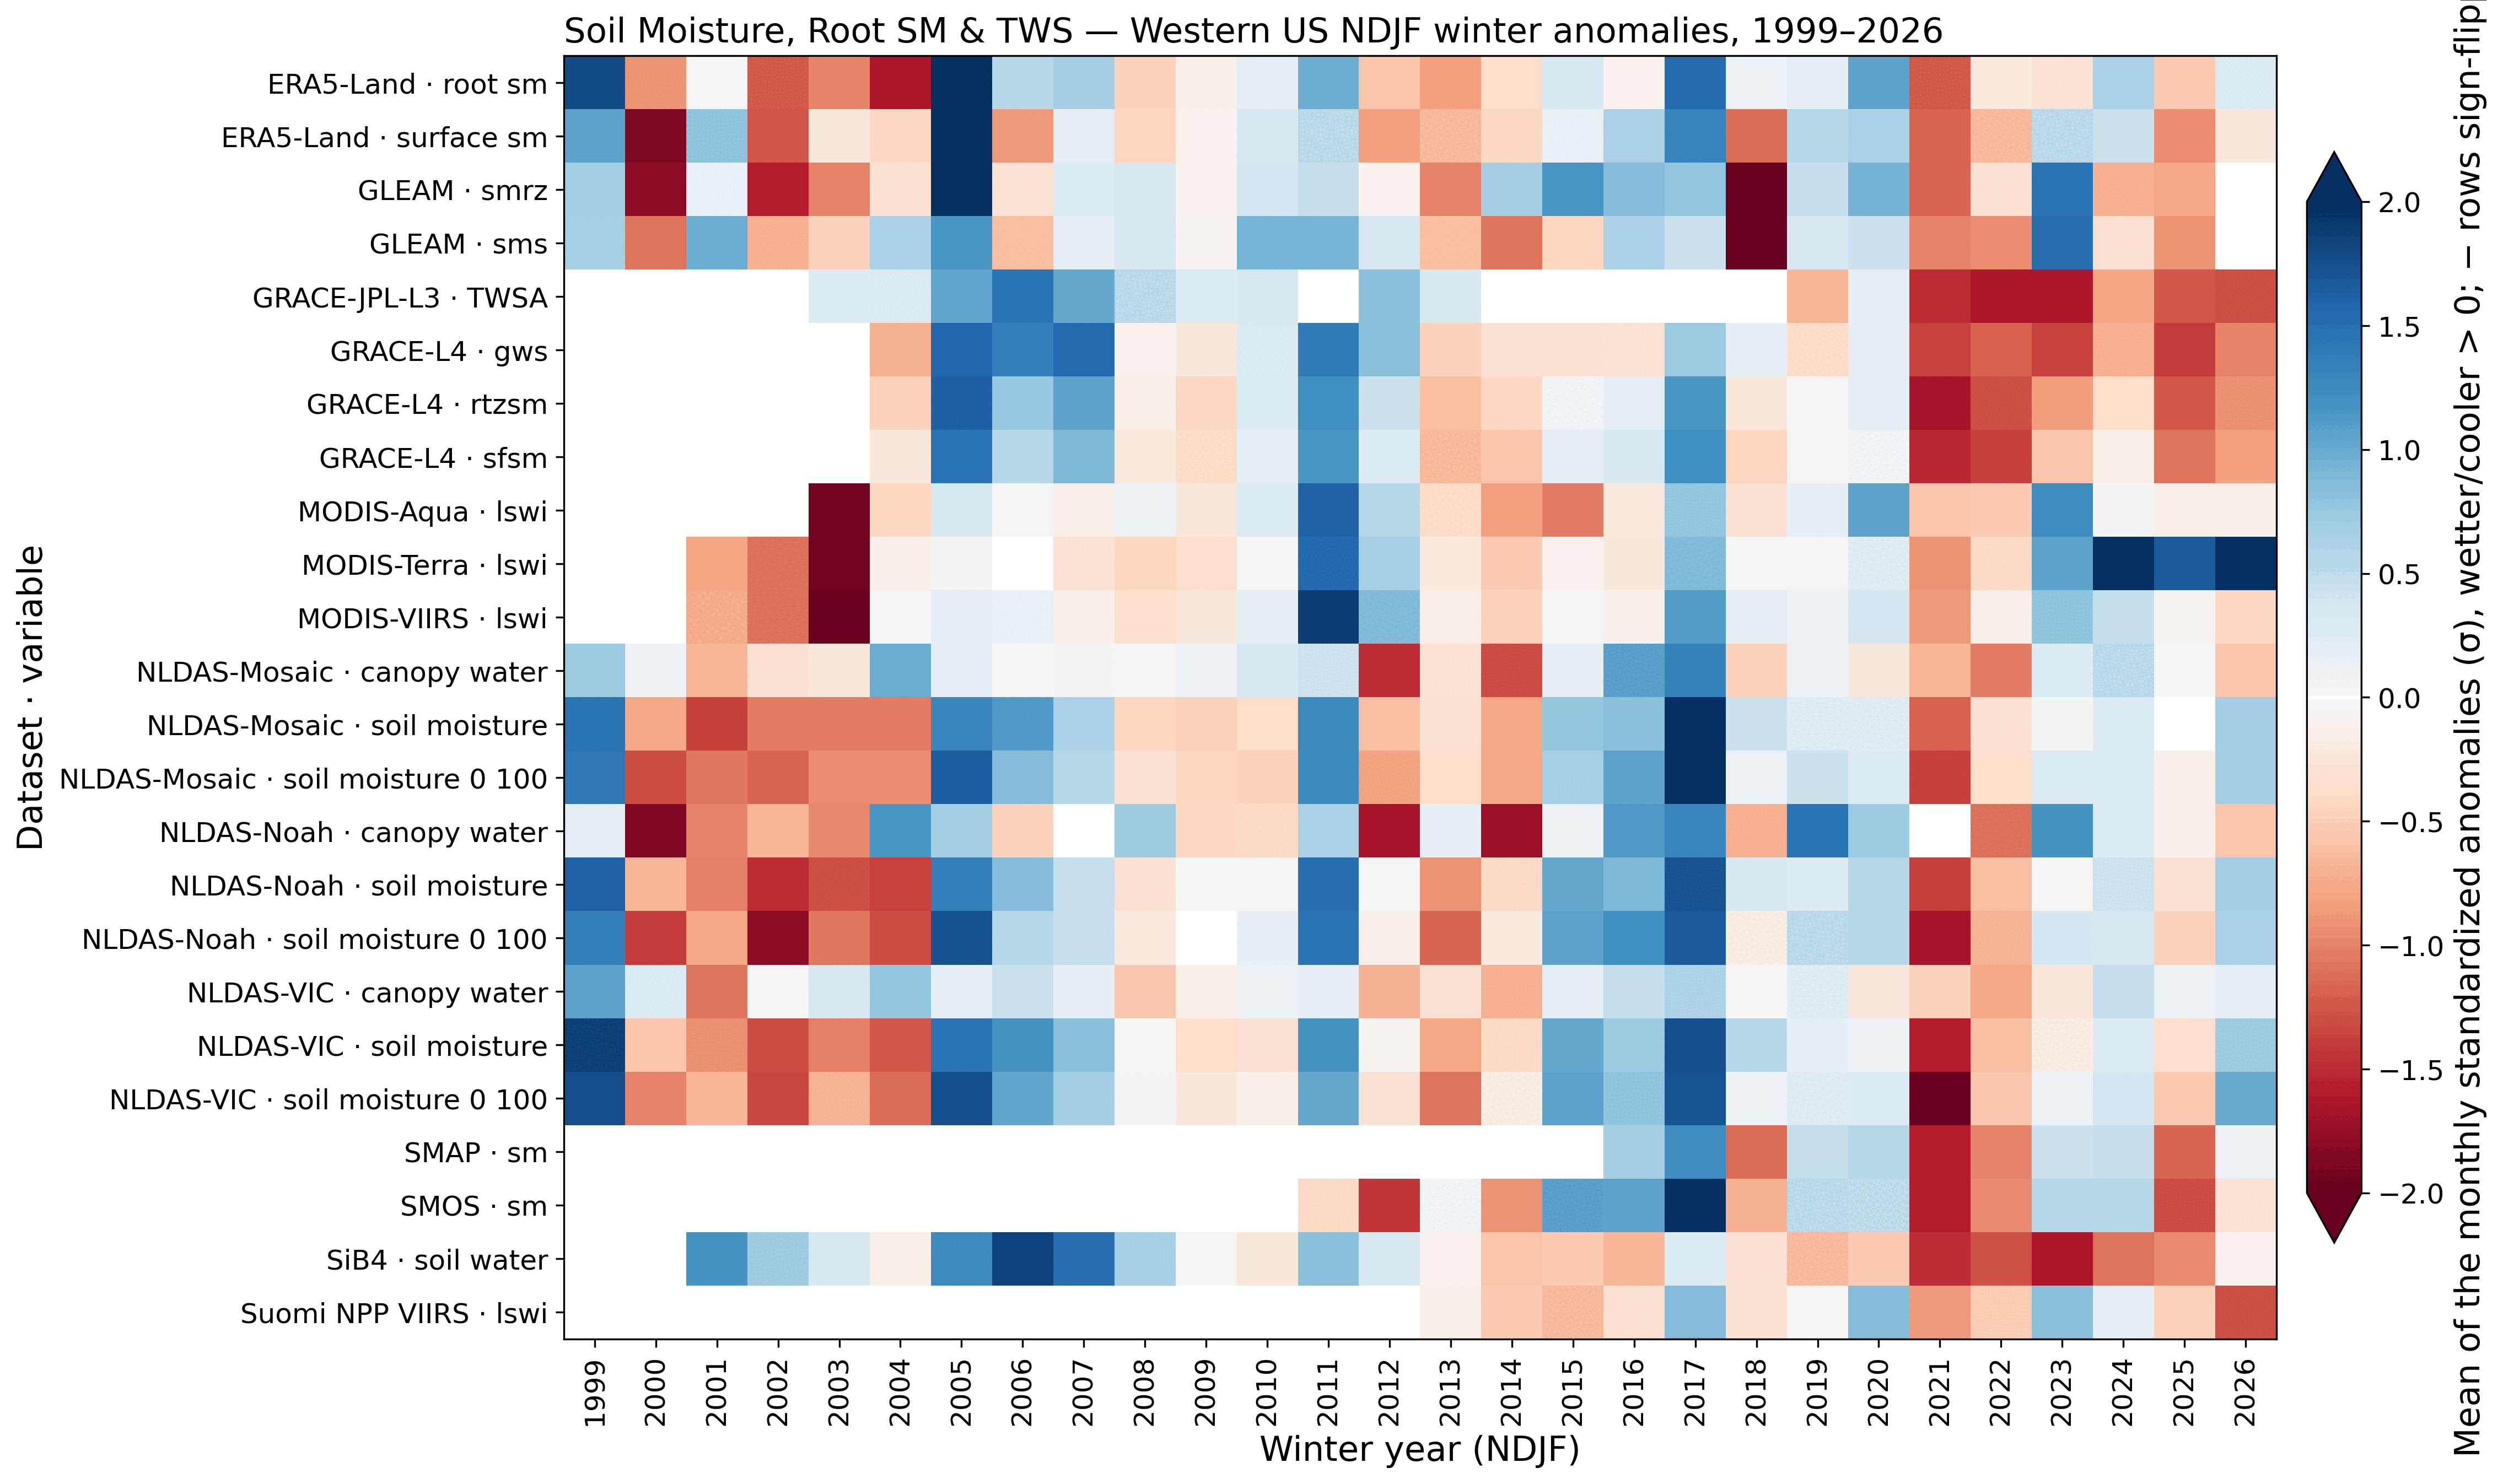 Soil Moisture, Root SM & TWS — Western US NDJF winter anomalies, 1999–2026
Dataset · variable
ERA5-Land · root sm
ERA5-Land · surface sm
GLEAM · smrz
GLEAM · sms
GRACE-JPL-L3 · TWSA
GRACE-L4 · gws
GRACE-L4 · rtzsm
GRACE-L4 · sfsm
MODIS-Aqua · lswi
MODIS-Terra · lswi
MODIS-VIIRS · lswi
NLDAS-Mosaic · canopy water
NLDAS-Mosaic · soil moisture
NLDAS-Mosaic · soil moisture 0 100
NLDAS-Noah · canopy water
NLDAS-Noah · soil moisture
NLDAS-Noah · soil moisture 0 100
NLDAS-VIC · canopy water
NLDAS-VIC · soil moisture
NLDAS-VIC · soil moisture 0 100
SMAP · sm
SMOS · sm
SiB4 · soil water
Suomi NPP VIIRS · lswi
1999
2000
2001
2002
2003
2004
2005
2006
2007
2008
2009
2010
2011
2012
2013
2014
2015
2016
2017
2018
2019
2020
2021
2022
2023
2024
2025
2026
Winter year (NDJF)
2.0
1.5
1.0
0.5
0.0
−0.5
−1.0
−1.5
−2.0
Mean of the monthly standardized anomalies (σ), wetter/cooler > 0; − rows